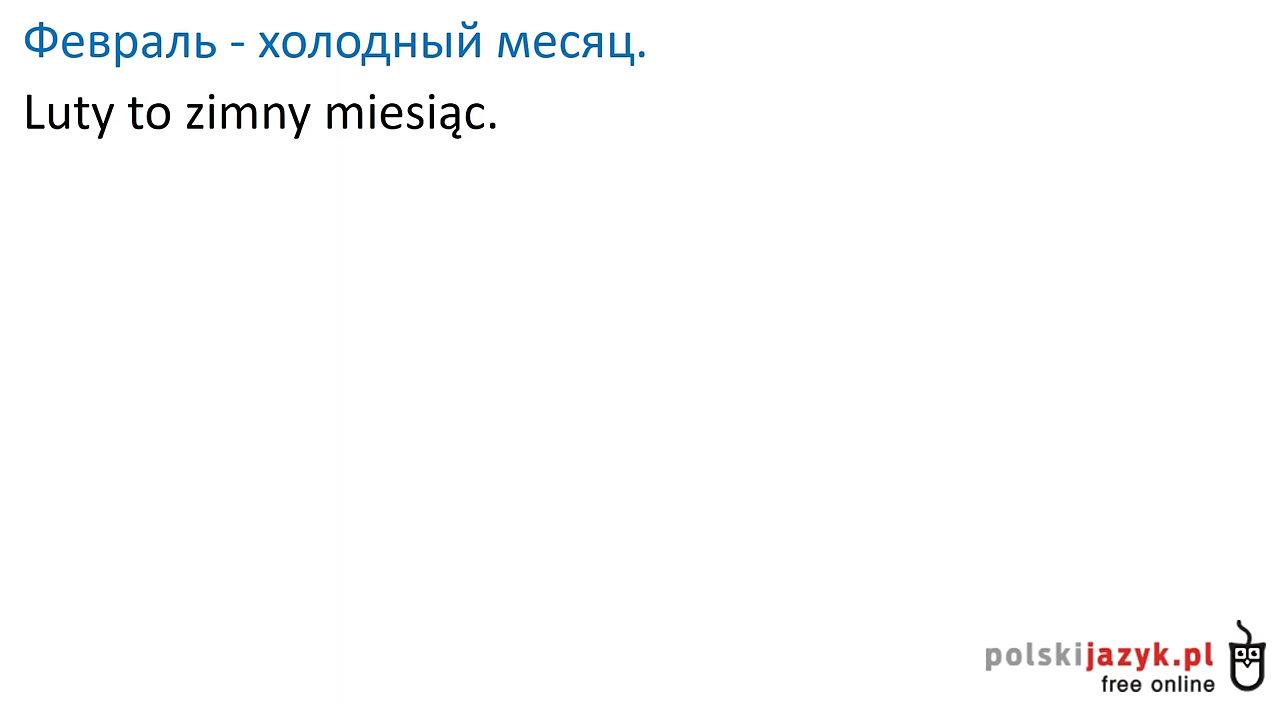 Февраль - холодный месяц.
Luty to zimny miesiąc.
polskijazyk.pl
free online